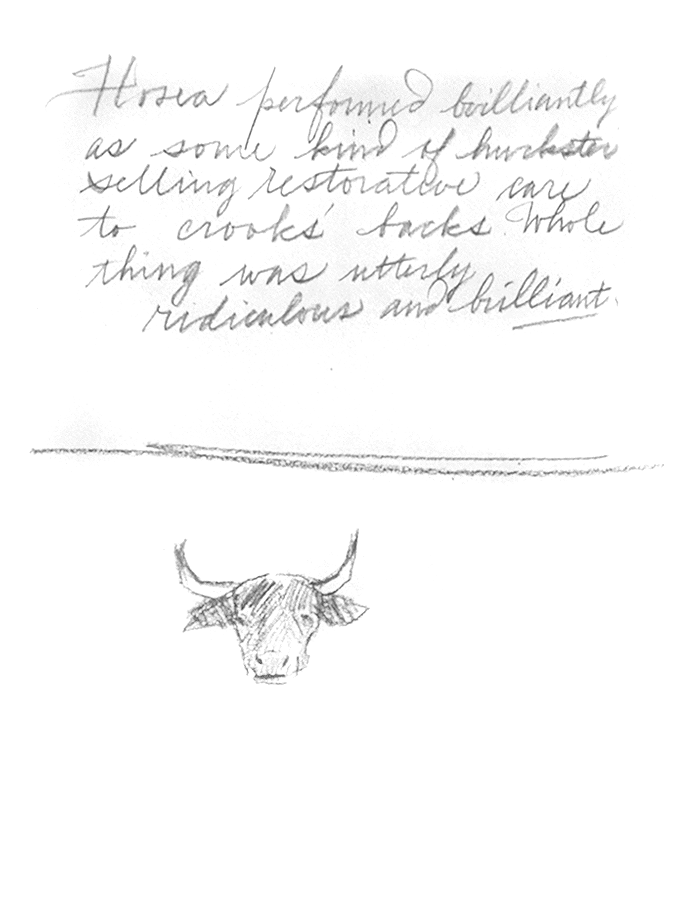 Hosea performed brilliantly
as some kind of huckster
selling restorative care
to crooks' backs. Whole
thing was utterly
ridiculous and brilliant.